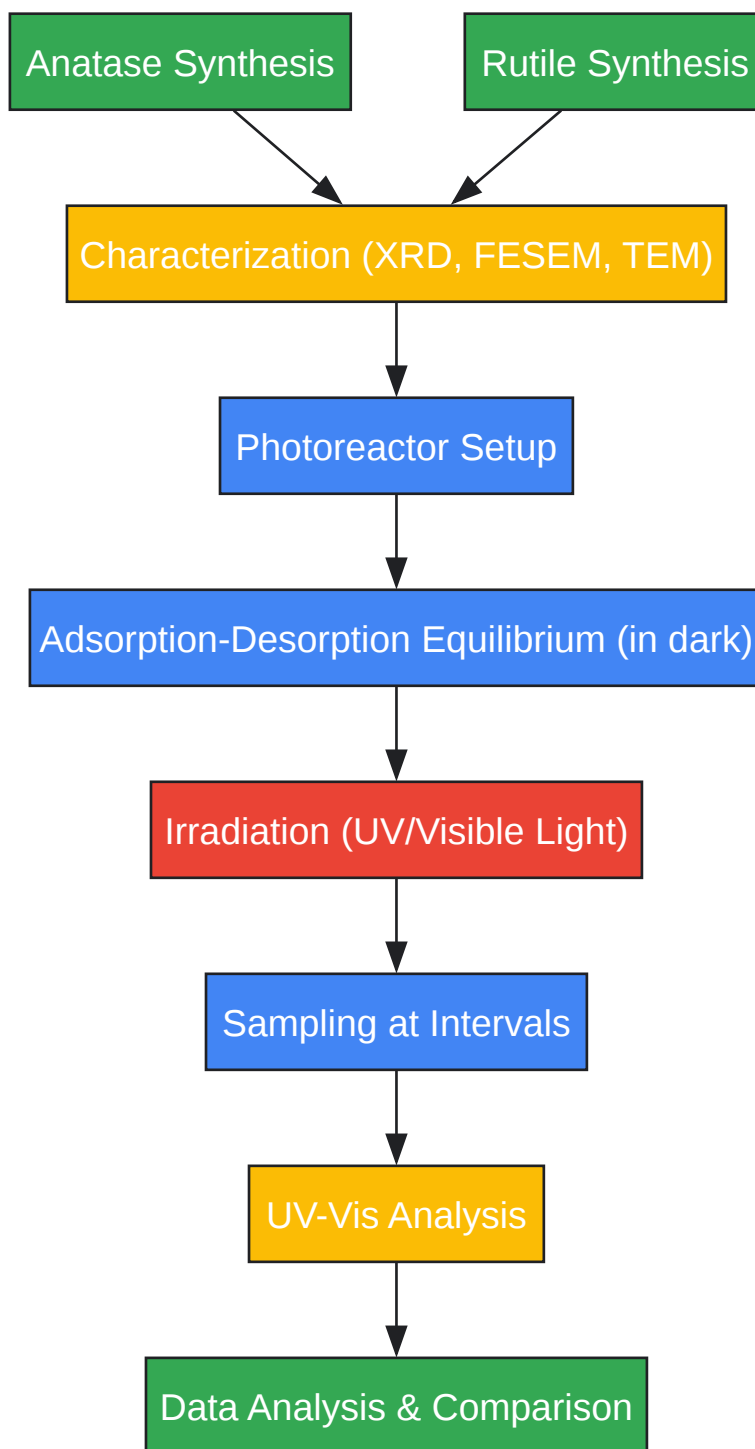 Anatase Synthesis
Rutile Synthesis
Characterization (XRD, FESEM, TEM)
Photoreactor Setup
Adsorption-Desorption Equilibrium (in dark)
Irradiation (UV/Visible Light)
Sampling at Intervals
UV-Vis Analysis
Data Analysis & Comparison